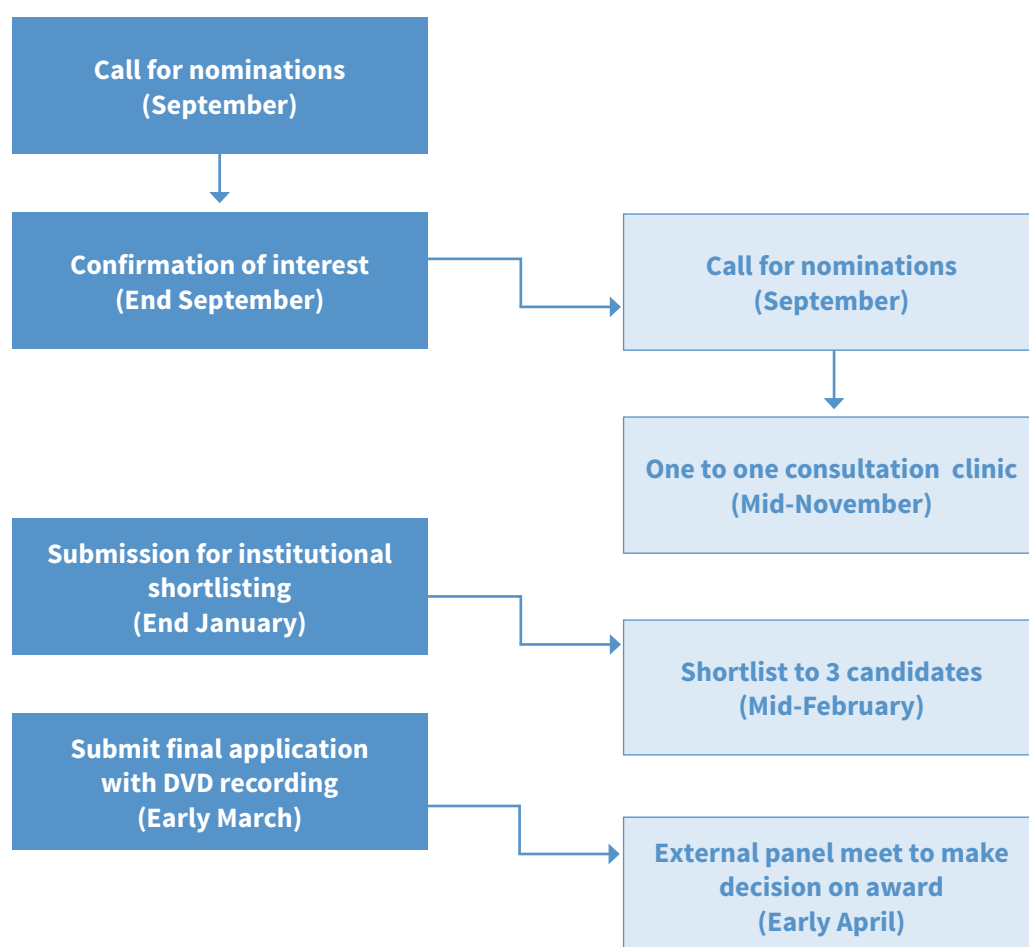 Call for nominations
(September)
Confirmation of interest
(End September)
Call for nominations
(September)
One to one consultation  clinic
(Mid-November)
Submission for institutional
shortlisting
(End January)
Shortlist to 3 candidates
(Mid-February)
Submit final application
with DVD recording
(Early March)
External panel meet to make
decision on award
(Early April)